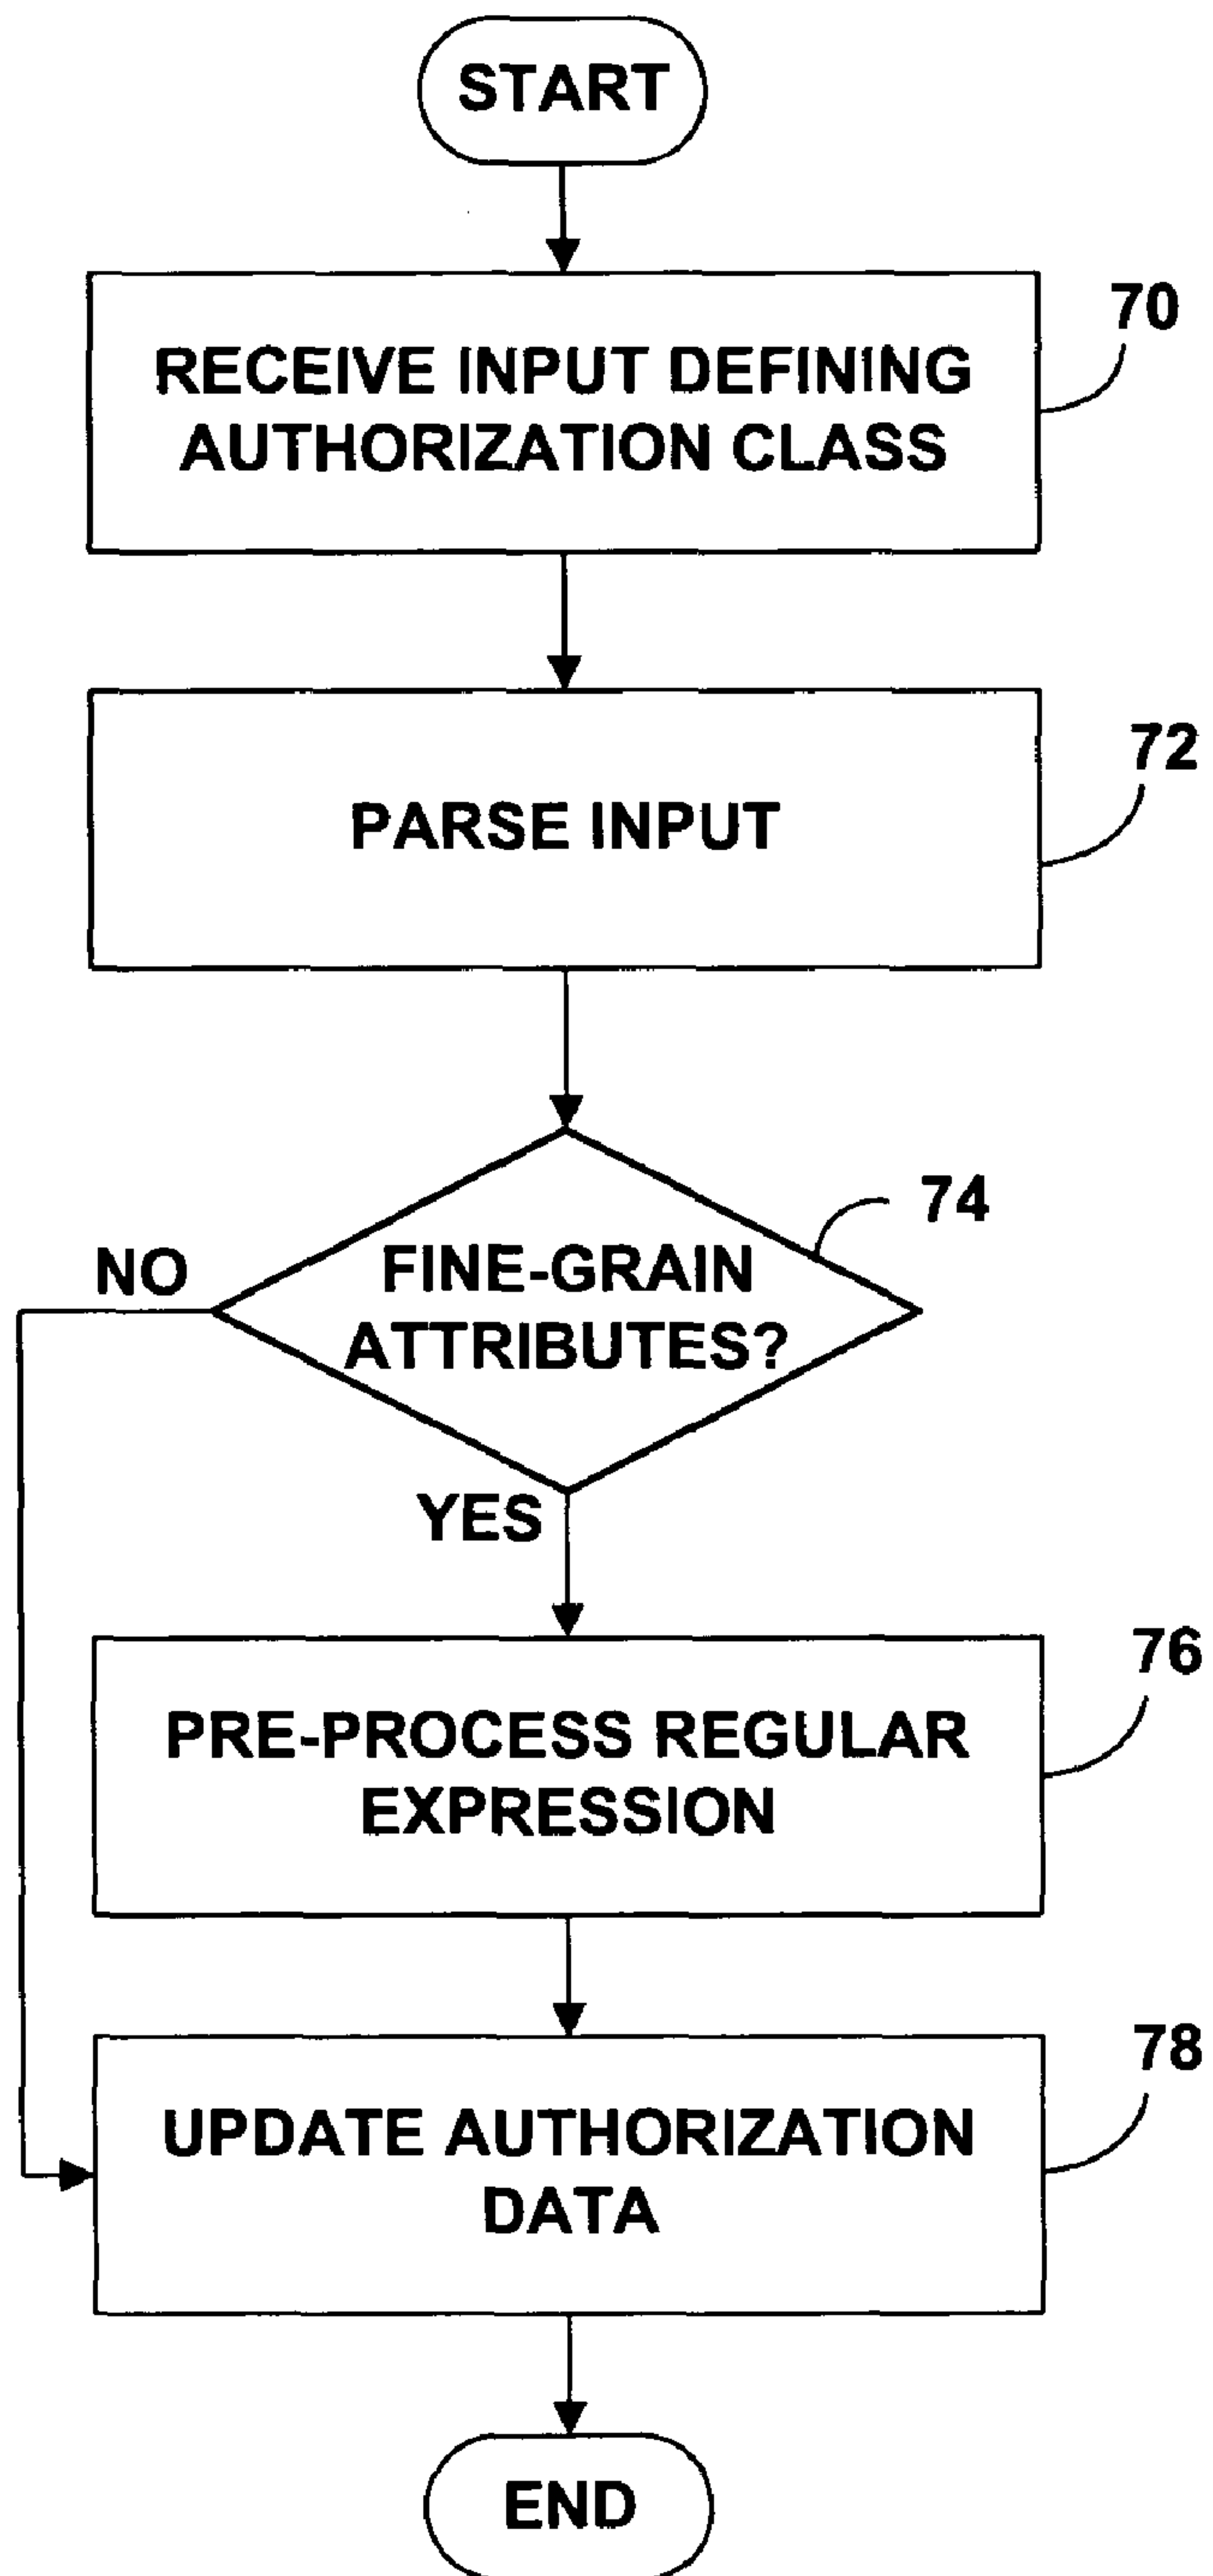 START
70
RECEIVE INPUT DEFINING
AUTHORIZATION CLASS
72
PARSE INPUT
74
NO
FINE-GRAIN
ATTRIBUTES?
YES
76
PRE-PROCESS REGULAR
EXPRESSION
78
UPDATE AUTHORIZATION
DATA
END